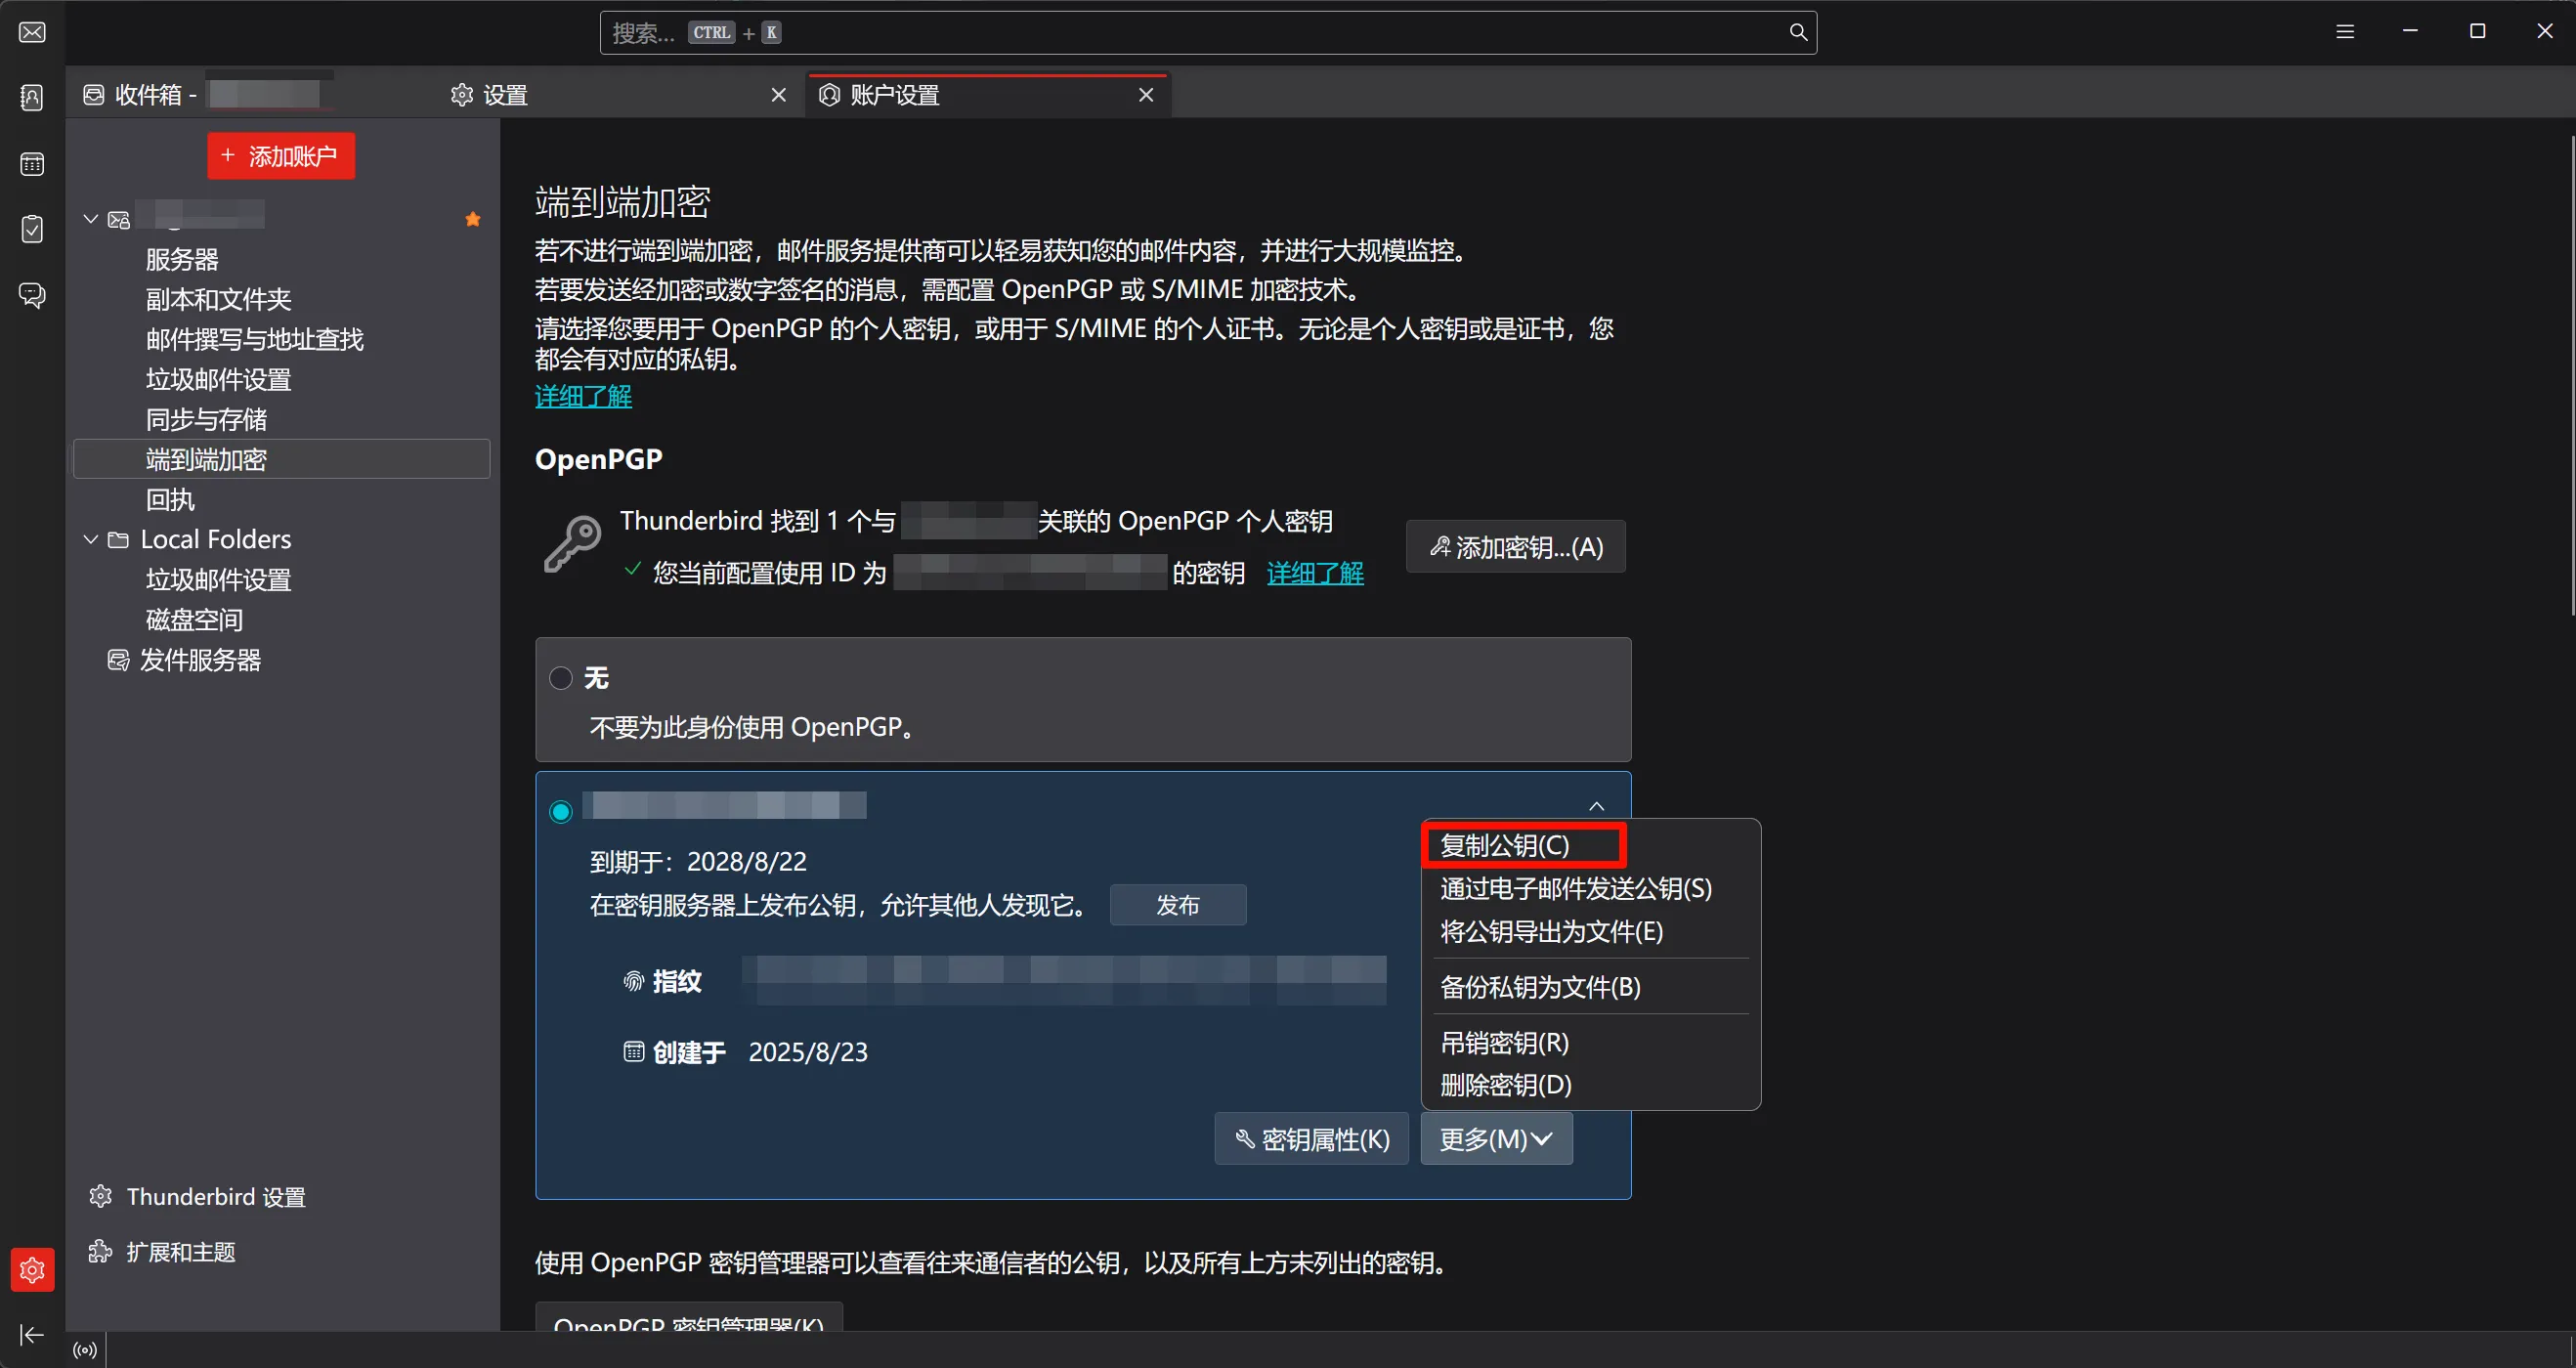 搜索... CTRL + K
收件箱 -
设置
账户设置
+ 添加账户
服务器
副本和文件夹
邮件撰写与地址查找
垃圾邮件设置
同步与存储
端到端加密
回执
Local Folders
垃圾邮件设置
磁盘空间
发件服务器
Thunderbird 设置
扩展和主题
端到端加密
若不进行端到端加密，邮件服务提供商可以轻易获知您的邮件内容，并进行大规模监控。
若要发送经加密或数字签名的消息，需配置 OpenPGP 或 S/MIME 加密技术。
请选择您要用于 OpenPGP 的个人密钥，或用于 S/MIME 的个人证书。无论是个人密钥或是证书，您
都会有对应的私钥。
详细了解
OpenPGP
Thunderbird 找到 1 个与 关联的 OpenPGP 个人密钥
您当前配置使用 ID 为 的密钥 详细了解
添加密钥...(A)
无
不要为此身份使用 OpenPGP。
到期于：2028/8/22
在密钥服务器上发布公钥，允许其他人发现它。 发布
指纹
创建于 2025/8/23
复制公钥(C)
通过电子邮件发送公钥(S)
将公钥导出为文件(E)
备份私钥为文件(B)
吊销密钥(R)
删除密钥(D)
密钥属性(K)
更多(M)
使用 OpenPGP 密钥管理器可以查看往来通信者的公钥，以及所有上方未列出的密钥。
OpenPGP 密钥管理器(K)